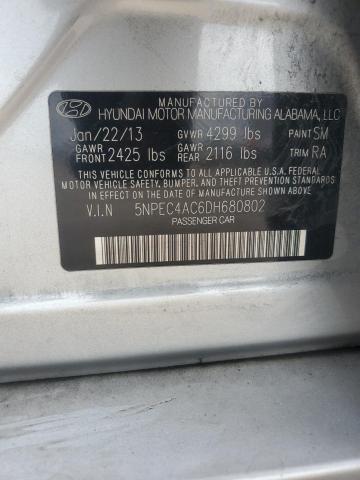 MANUFACTURED BY
HYUNDAI MOTOR MANUFACTURING ALABAMA, LLC
Jan/22/13 GVWR 4299 lbs PAINT SM
GAWR FRONT 2425 lbs GAWR REAR 2116 lbs TRIM RA
THIS VEHICLE CONFORMS TO ALL APPLICABLE U.S.A. FEDERAL
MOTOR VEHICLE SAFETY, BUMPER, AND THEFT PREVENTION
STANDARDS IN EFFECT ON THE DATE OF MANUFACTURE SHOWN ABOVE.
V.I.N 5NPEC4AC6DH680802
PASSENGER CAR